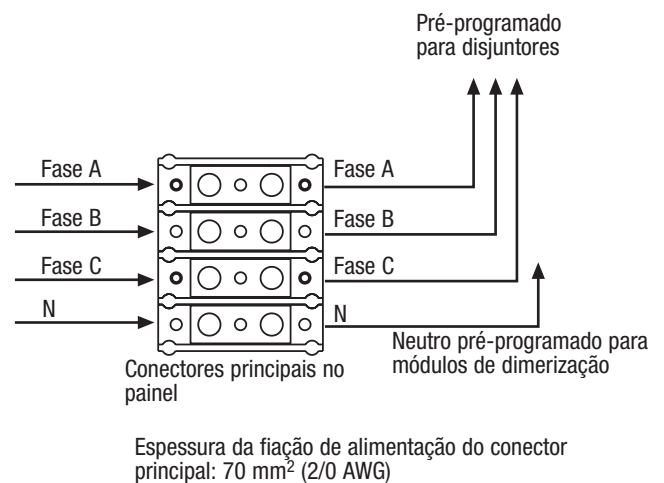 Pré-programado
para disjuntores
Fase A
Fase A
Fase B
Fase B
Fase C
Fase C
N
N
Neutro pré-programado para
módulos de dimerização
Conectores principais no
painel
Espessura da fiação de alimentação do conector
principal: 70 mm² (2/0 AWG)